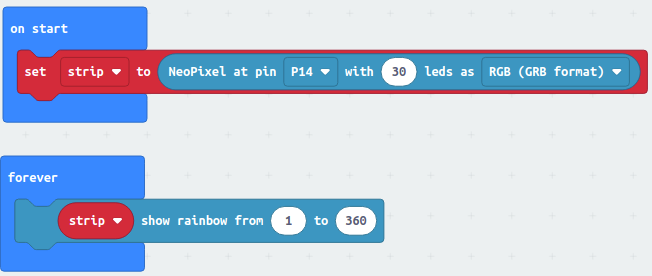 on start
set strip to NeoPixel at pin P14 with 30 leds as RGB (GRB format)
forever
strip show rainbow from 1 to 360